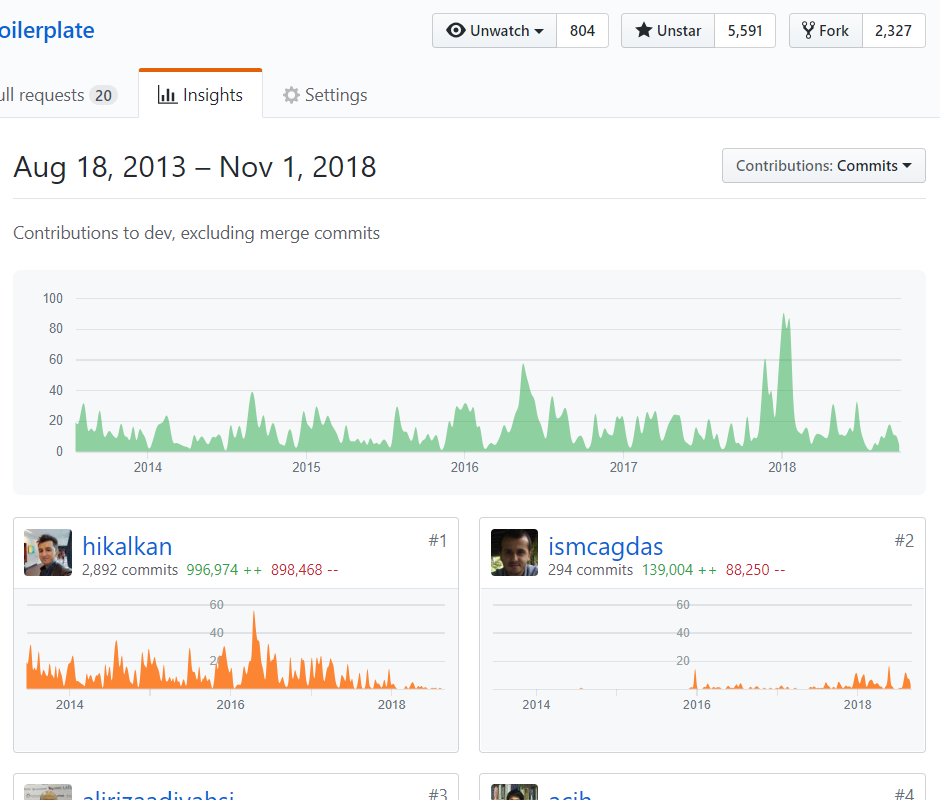 oilerplate
Unwatch 804 Unstar 5,591 Fork 2,327
ull requests 20 Insights Settings
Aug 18, 2013 – Nov 1, 2018
Contributions: Commits
Contributions to dev, excluding merge commits
100
80
60
40
20
0
2014 2015 2016 2017 2018
hikalkan #1
2,892 commits 996,974 ++ 898,468 --
60
40
20
2014 2016 2018
ismcagdas #2
294 commits 139,004 ++ 88,250 --
60
40
20
2014 2016 2018
#3
#4